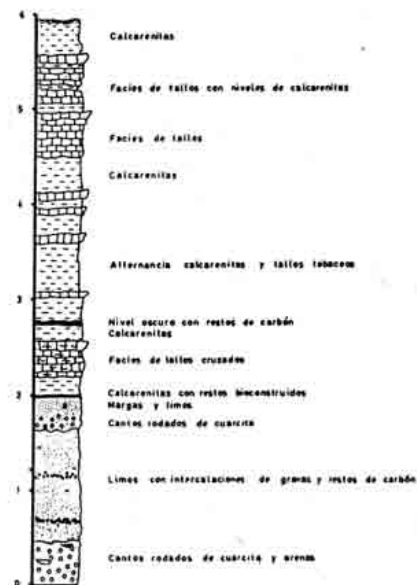 6
Calcarenitas
Facies de tallos con niveles de calcarenitas
5
Facies de tallos
Calcarenitas
4
Alternancia calcarenitas y tallos tobaceos
3
Nivel oscuro con restos de carbón
Calcarenitas
Facies de tallos cruzados
2
Calcarenitas con restos bioconstruidos
Margas y limos
Cantos rodados de cuarcita
1
Limos con intercalaciones de gravas y restos de carbón
Cantos rodados de cuarcita y arenas
0